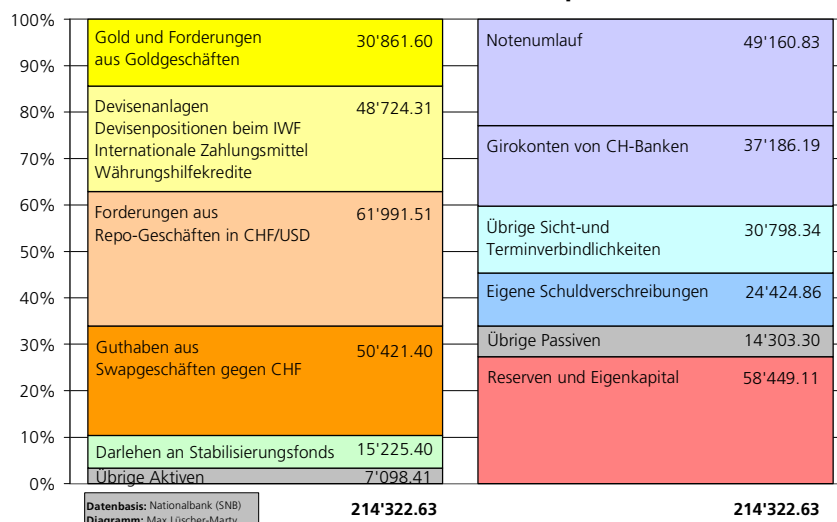 100%
90%
80%
70%
60%
50%
40%
30%
20%
10%
0%
Gold und Forderungen 30'861.60
aus Goldgeschäften
Devisenanlagen 48'724.31
Devisenpositionen beim IWF
Internationale Zahlungsmittel
Währungshilfekredite
Forderungen aus 61'991.51
Repo-Geschäften in CHF/USD
Guthaben aus 50'421.40
Swapgeschäften gegen CHF
Darlehen an Stabilisierungsfonds 15'225.40
Übrige Aktiven 7'098.41
214'322.63
Notenumlauf 49'160.83
Girokonten von CH-Banken 37'186.19
Übrige Sicht-und 30'798.34
Terminverbindlichkeiten
Eigene Schuldverschreibungen 24'424.86
Übrige Passiven 14'303.30
Reserven und Eigenkapital 58'449.11
214'322.63
Datenbasis: Nationalbank (SNB)
Diagramm: Max Lüscher-Marty